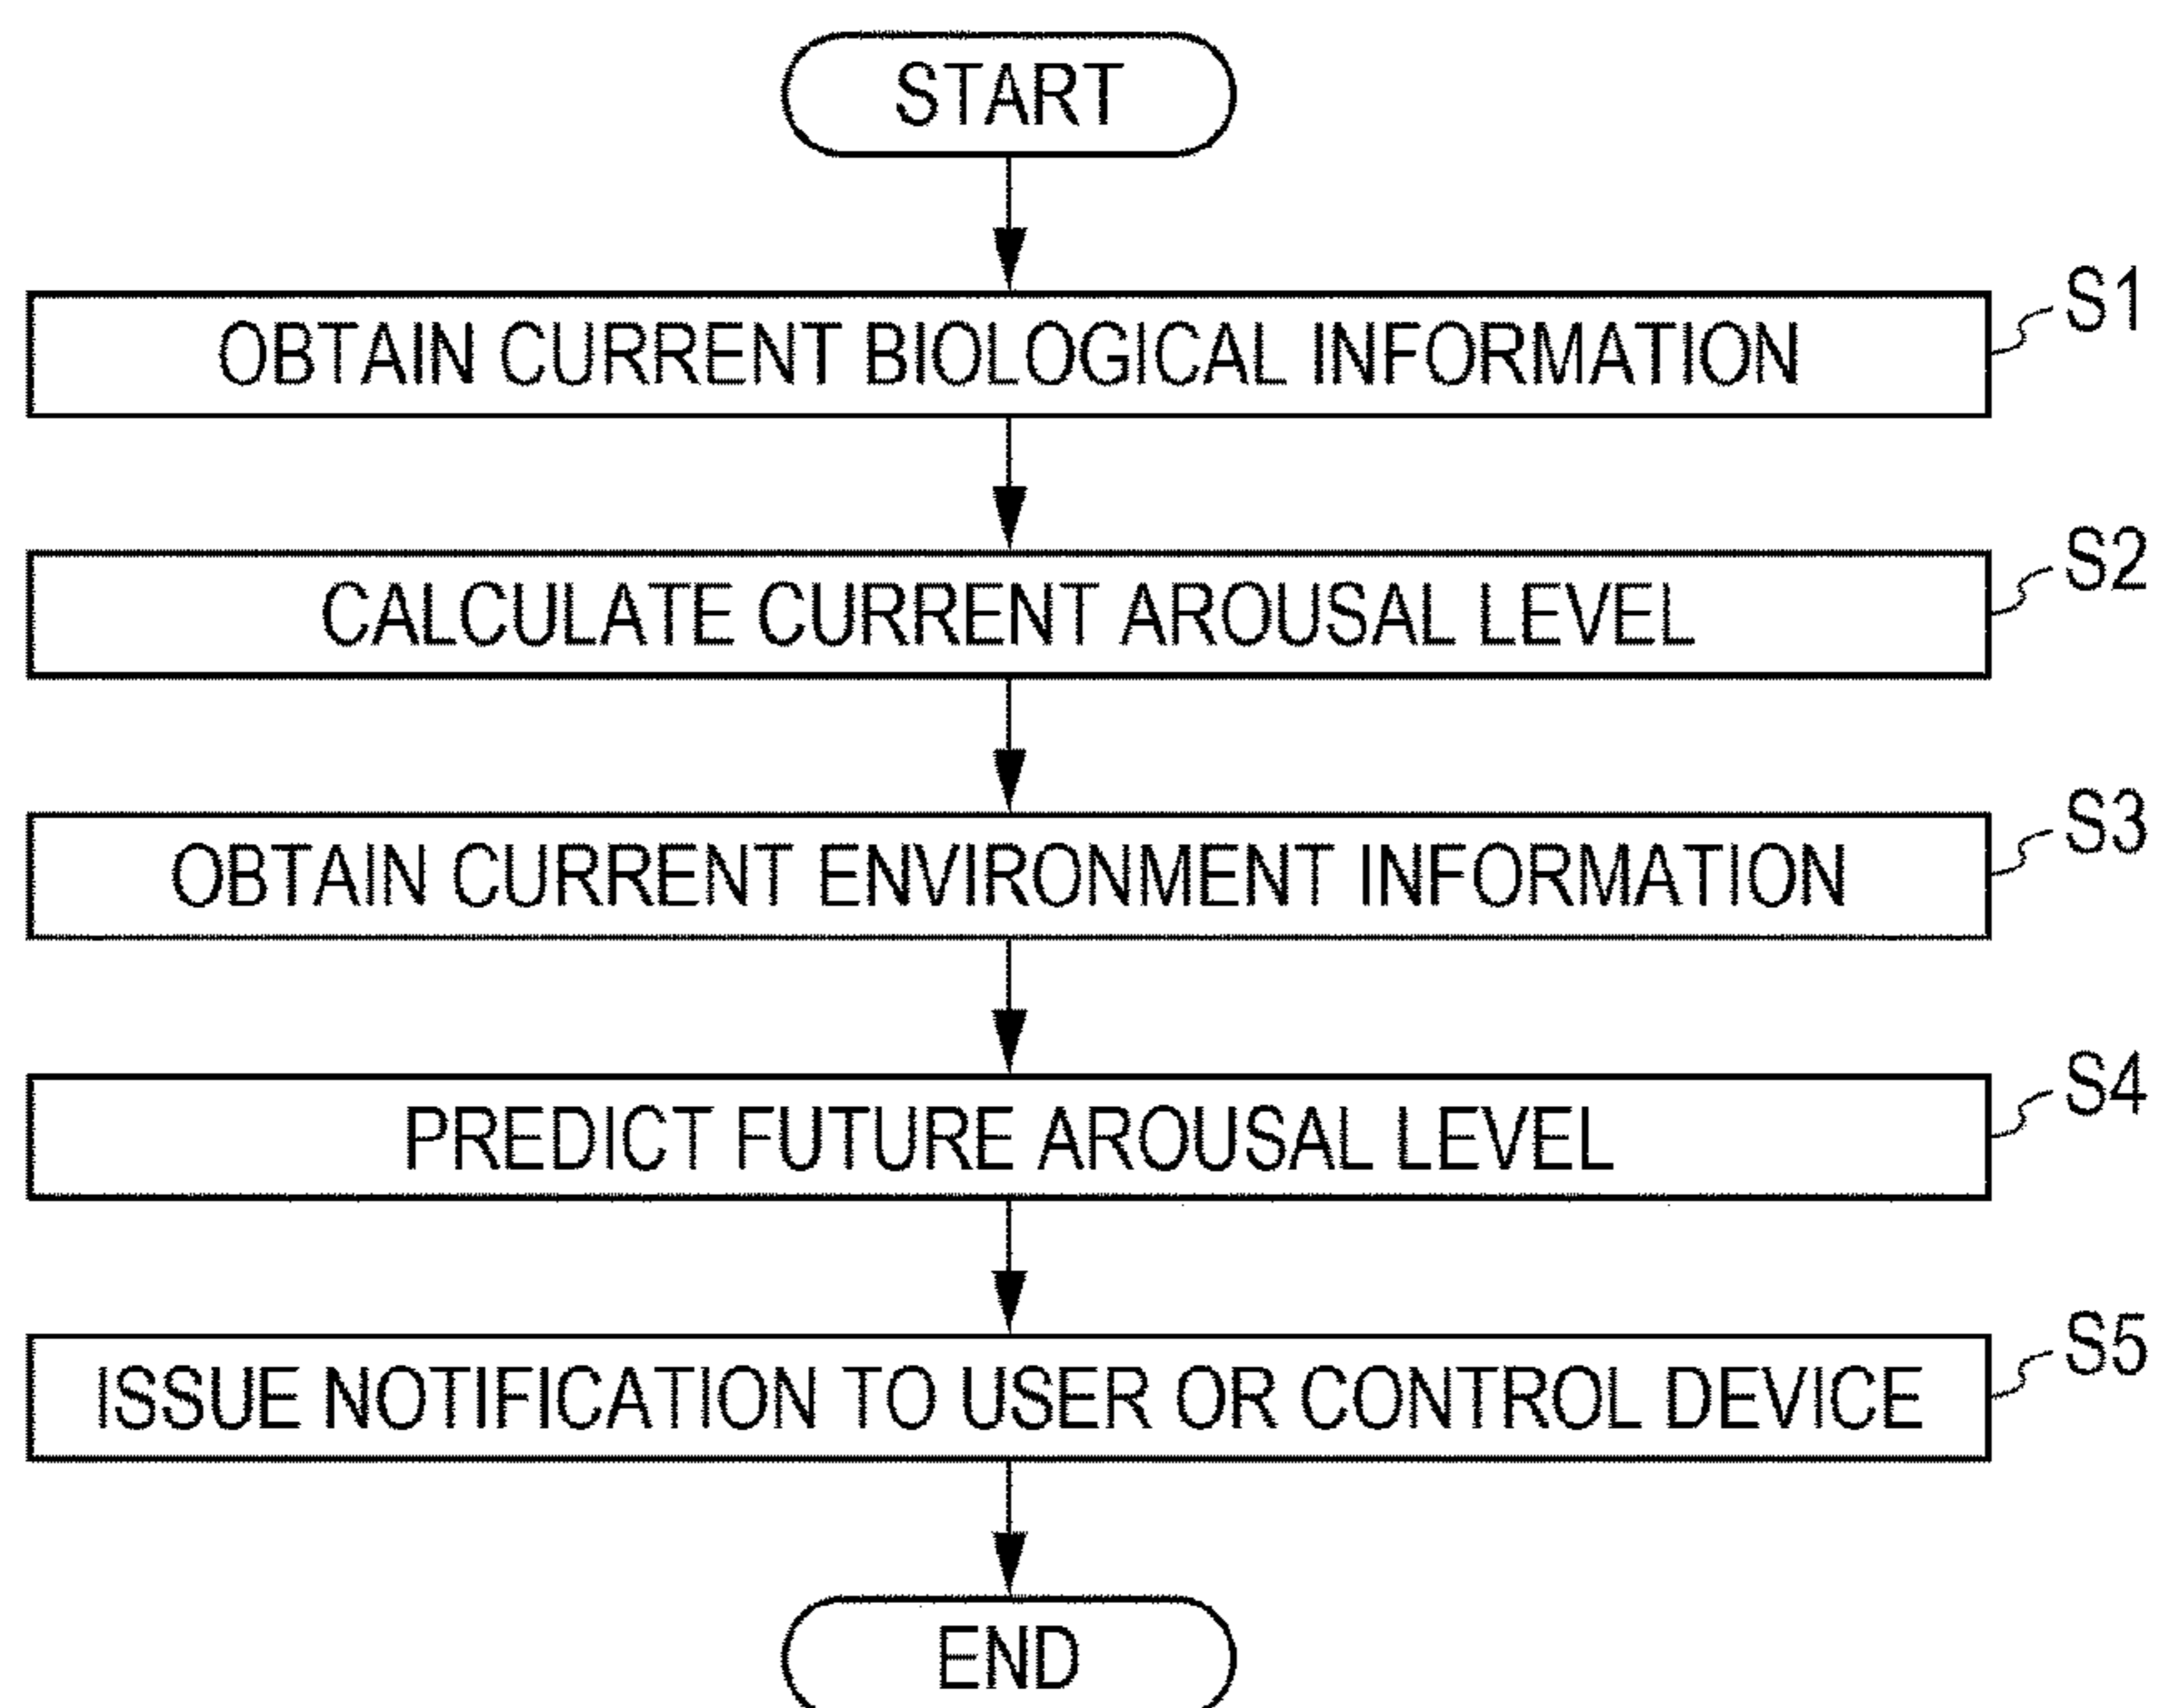 START
OBTAIN CURRENT BIOLOGICAL INFORMATION
S1
CALCULATE CURRENT AROUSAL LEVEL
S2
OBTAIN CURRENT ENVIRONMENT INFORMATION
S3
PREDICT FUTURE AROUSAL LEVEL
S4
ISSUE NOTIFICATION TO USER OR CONTROL DEVICE
S5
END